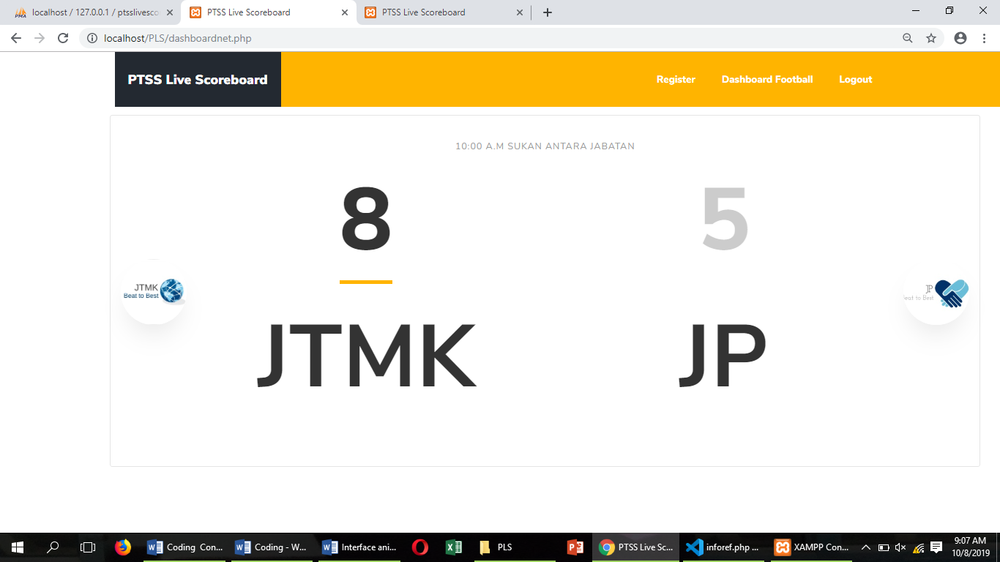 localhost / 127.0.0.1 / ptsslivesco
PTSS Live Scoreboard
PTSS Live Scoreboard
localhost/PLS/dashboardnet.php
PTSS Live Scoreboard
Register
Dashboard Football
Logout
10:00 A.M SUKAN ANTARA JABATAN
8
5
JTMK
Beat to Best
JP
Beat to Best
JTMK
JP
Coding Con...
Coding - W...
Interface ani...
PLS
PTSS Live Sc...
inforef.php ...
XAMPP Con...
9:07 AM
10/8/2019